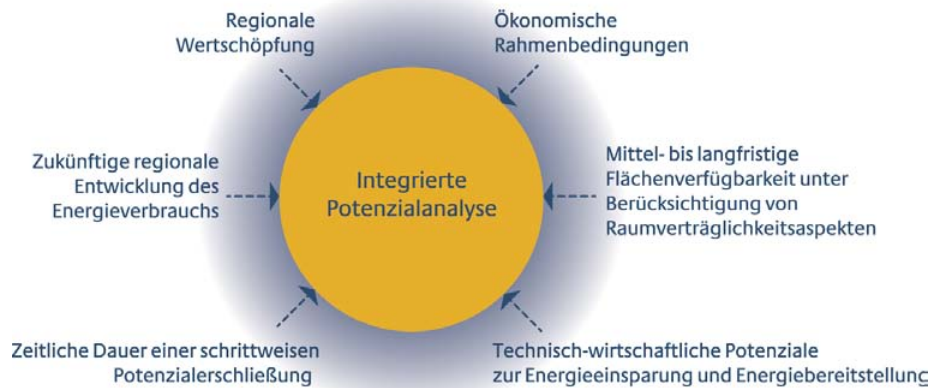 Regionale
Wertschöpfung
Ökonomische
Rahmenbedingungen
Zukünftige regionale
Entwicklung des
Energieverbrauchs
Integrierte
Potenzialanalyse
Mittel- bis langfristige
Flächenverfügbarkeit unter
Berücksichtigung von
Raumverträglichkeitsaspekten
Zeitliche Dauer einer schrittweisen
Potenzialerschließung
Technisch-wirtschaftliche Potenziale
zur Energieeinsparung und Energiebereitstellung